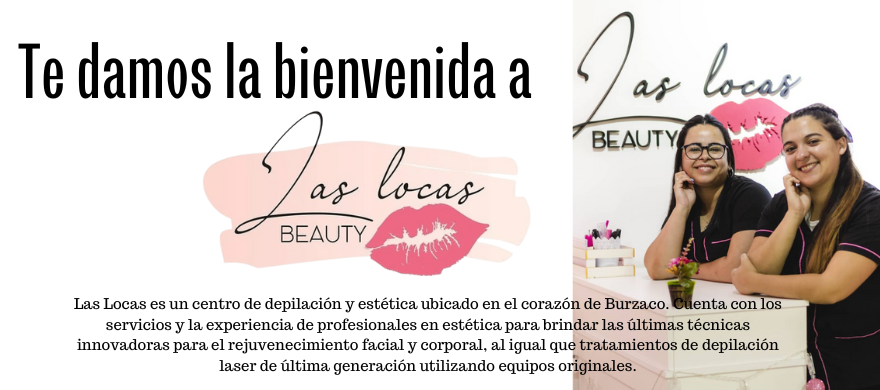 Te damos la bienvenida a
Las locas
BEAUTY
Las locas
BEAUTY
Las Locas es un centro de depilación y estética ubicado en el corazón de Burzaco. Cuenta con los
servicios y la experiencia de profesionales en estética para brindar las últimas técnicas
innovadoras para el rejuvenecimiento facial y corporal, al igual que tratamientos de depilación
laser de última generación utilizando equipos originales.